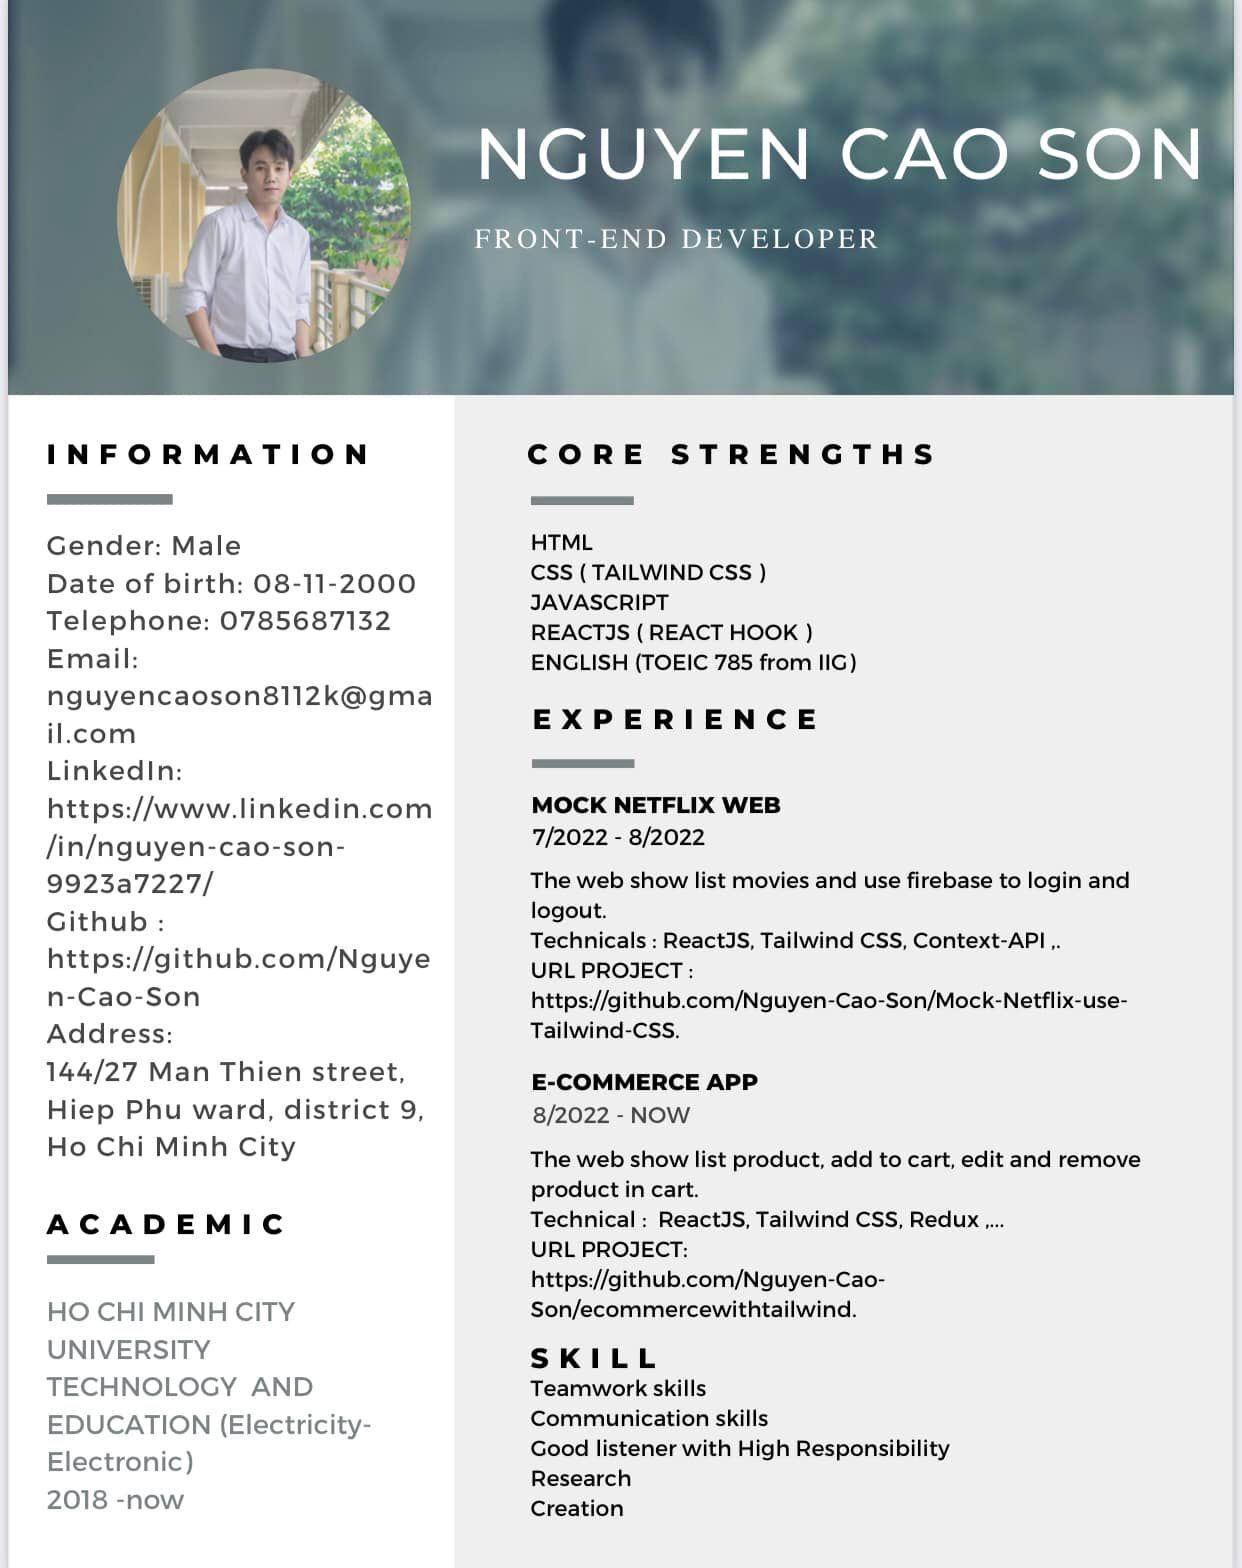 NGUYEN CAO SON
FRONT-END DEVELOPER
INFORMATION
Gender: Male
Date of birth: 08-11-2000
Telephone: 0785687132
Email:
nguyencaoson8112k@gma
il.com
LinkedIn:
https://www.linkedin.com
/in/nguyen-cao-son-
9923a7227/
Github :
https://github.com/Nguye
n-Cao-Son
Address:
144/27 Man Thien street,
Hiep Phu ward, district 9,
Ho Chi Minh City
ACADEMIC
HO CHI MINH CITY
UNIVERSITY
TECHNOLOGY AND
EDUCATION (Electricity-
Electronic)
2018 -now
CORE STRENGTHS
HTML
CSS ( TAILWIND CSS )
JAVASCRIPT
REACTJS ( REACT HOOK )
ENGLISH (TOEIC 785 from IIG)
EXPERIENCE
MOCK NETFLIX WEB
7/2022 - 8/2022
The web show list movies and use firebase to login and
logout.
Technicals : ReactJS, Tailwind CSS, Context-API ,.
URL PROJECT :
https://github.com/Nguyen-Cao-Son/Mock-Netflix-use-
Tailwind-CSS.
E-COMMERCE APP
8/2022 - NOW
The web show list product, add to cart, edit and remove
product in cart.
Technical :  ReactJS, Tailwind CSS, Redux ,...
URL PROJECT:
https://github.com/Nguyen-Cao-
Son/ecommercewithtailwind.
SKILL
Teamwork skills
Communication skills
Good listener with High Responsibility
Research
Creation